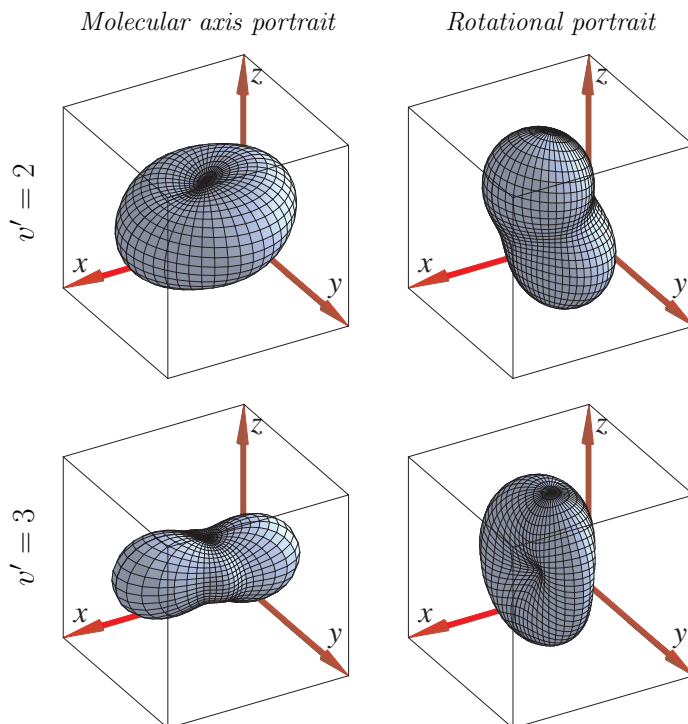 Molecular axis portrait
Rotational portrait
v′ = 2
z
x
y
z
x
y
v′ = 3
z
x
y
z
x
y